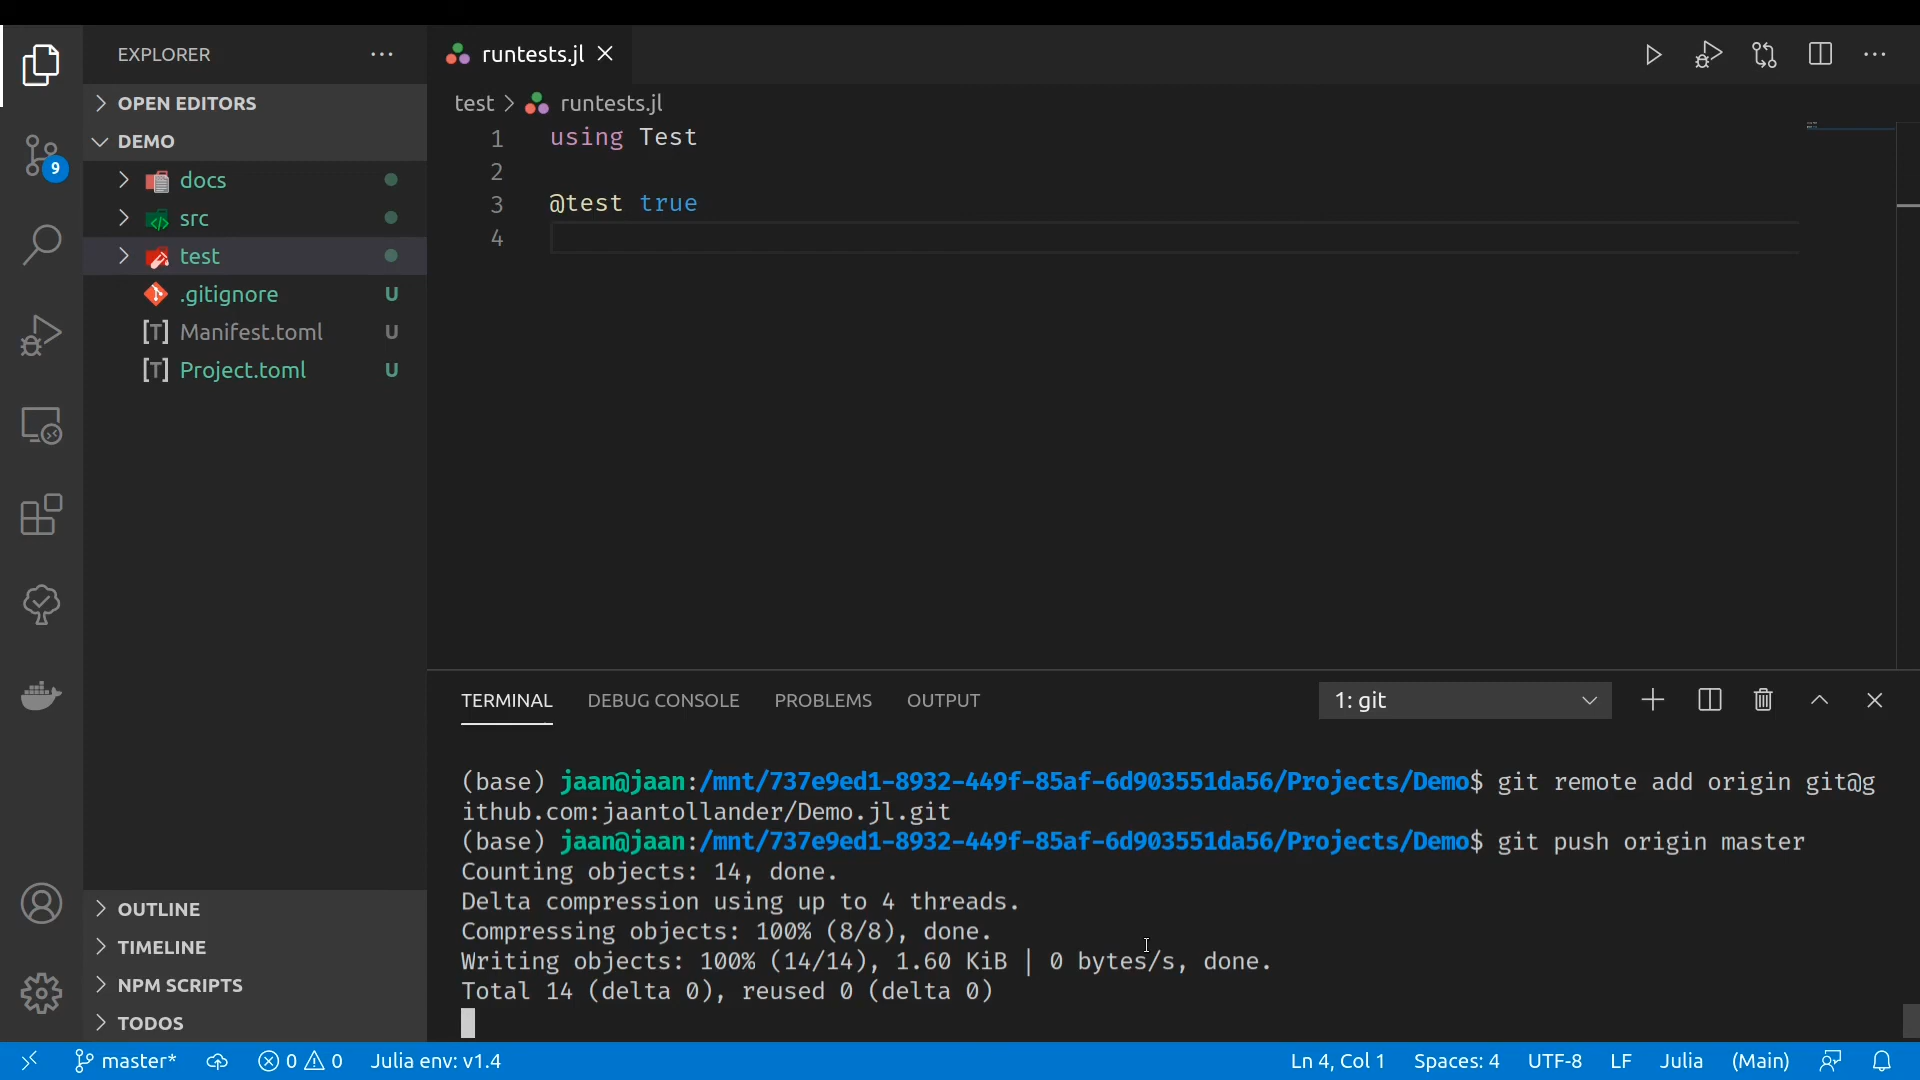 EXPLORER
OPEN EDITORS
DEMO
docs
src
test
.gitignore U
[T] Manifest.toml U
[T] Project.toml U
9
OUTLINE
TIMELINE
NPM SCRIPTS
TODOS
runtests.jl
test > runtests.jl
1 using Test
2
3 @test true
4
TERMINAL DEBUG CONSOLE PROBLEMS OUTPUT 1: git
(base) jaan@jaan:/mnt/737e9ed1-8932-449f-85af-6d903551da56/Projects/Demo$ git remote add origin git@g
ithub.com:jaantollander/Demo.jl.git
(base) jaan@jaan:/mnt/737e9ed1-8932-449f-85af-6d903551da56/Projects/Demo$ git push origin master
Counting objects: 14, done.
Delta compression using up to 4 threads.
Compressing objects: 100% (8/8), done.
Writing objects: 100% (14/14), 1.60 KiB | 0 bytes/s, done.
Total 14 (delta 0), reused 0 (delta 0)
master* 0 0 Julia env: v1.4 Ln 4, Col 1 Spaces: 4 UTF-8 LF Julia (Main)